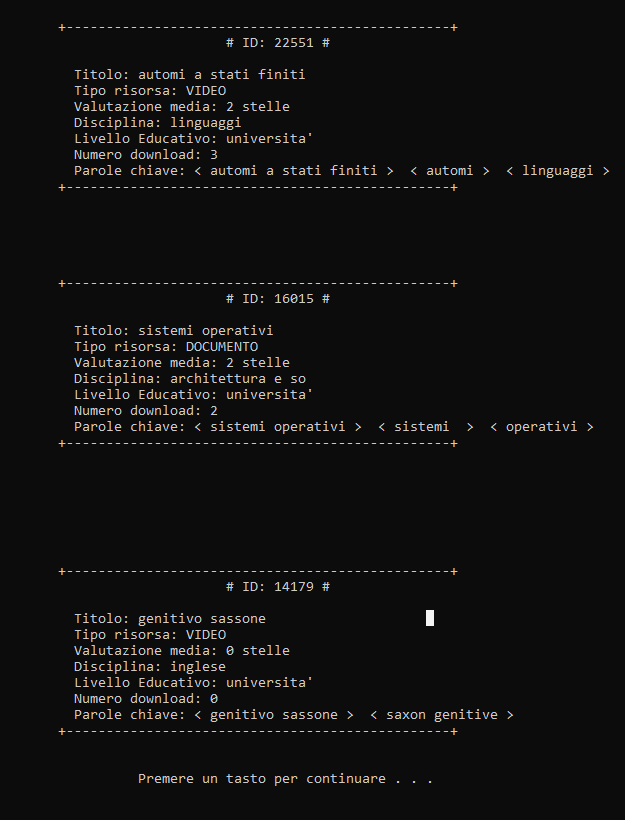 +------------------------------------------------+
# ID: 22551 #
Titolo: automi a stati finiti
Tipo risorsa: VIDEO
Valutazione media: 2 stelle
Disciplina: linguaggi
Livello Educativo: universita'
Numero download: 3
Parole chiave: < automi a stati finiti >  < automi >  < linguaggi >
+------------------------------------------------+
+------------------------------------------------+
# ID: 16015 #
Titolo: sistemi operativi
Tipo risorsa: DOCUMENTO
Valutazione media: 2 stelle
Disciplina: architettura e so
Livello Educativo: universita'
Numero download: 2
Parole chiave: < sistemi operativi >  < sistemi  >  < operativi >
+------------------------------------------------+
+------------------------------------------------+
# ID: 14179 #
Titolo: genitivo sassone
Tipo risorsa: VIDEO
Valutazione media: 0 stelle
Disciplina: inglese
Livello Educativo: universita'
Numero download: 0
Parole chiave: < genitivo sassone >  < saxon genitive >
+------------------------------------------------+
Premere un tasto per continuare . . .